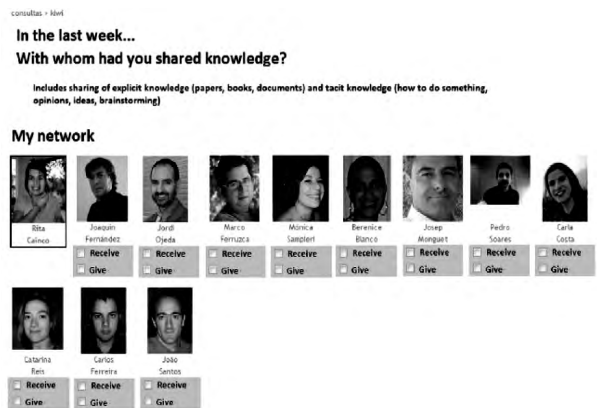 consultas > kiwi
In the last week...
With whom had you shared knowledge?
Includes sharing of explicit knowledge (papers, books, documents) and tacit knowledge (how to do something,
opinions, ideas, brainstorming)
My network
Rita Joaquin Jordi Marco Mónica Berenice Josep Pedro Carla
Cainco Fernández Ojeda Ferruzca Sampleri Blanco Monguet Soares Costa
Receive Receive Receive Receive Receive Receive Receive Receive
Give Give Give Give Give Give Give Give
Catarina Carlos João
Reis Ferreira Santos
Receive Receive Receive
Give Give Give